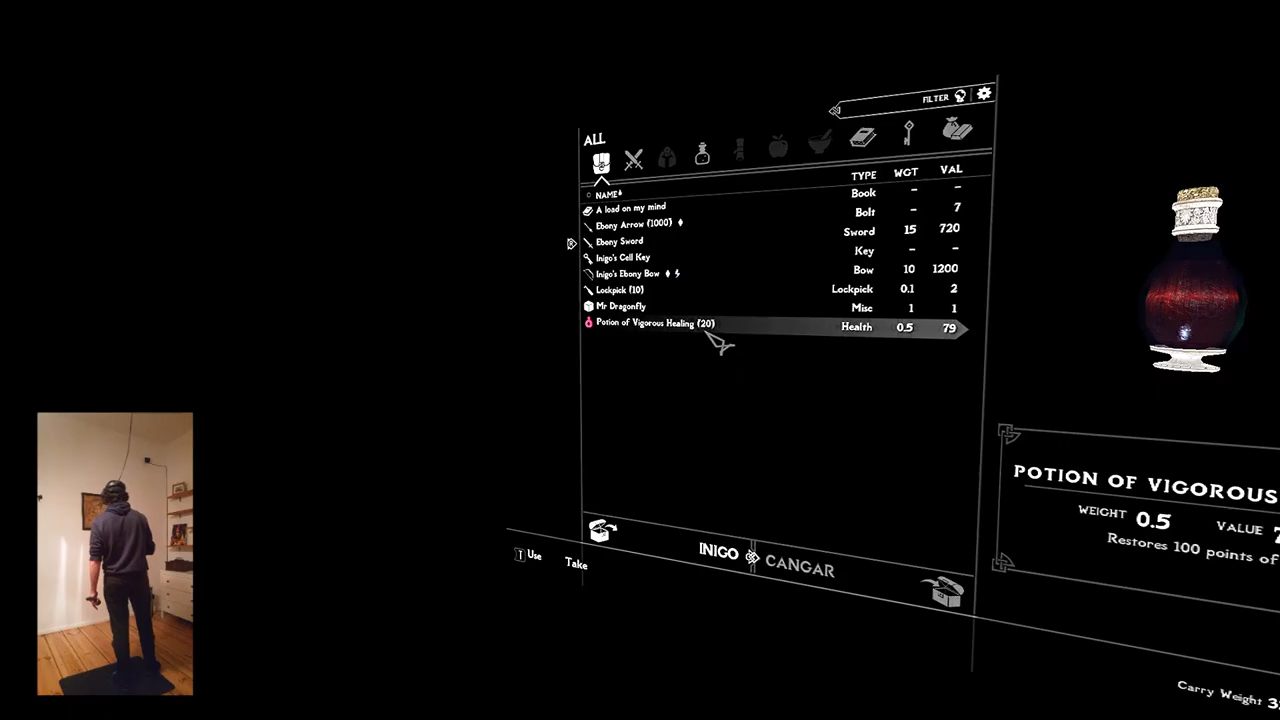 FILTER
ALL
NAME TYPE WGT VAL
A load on my mind Book - -
Ebony Arrow (1000) Bolt - 7
Ebony Sword Sword 15 720
Inigo's Cell Key Key - -
Inigo's Ebony Bow Bow 10 1200
Lockpick (10) Lockpick 0.1 2
Mr Dragonfly Misc 1 1
Potion of Vigorous Healing (20) Health 0.5 79
POTION OF VIGOROUS
WEIGHT 0.5 VALUE
Restores 100 points of
Use Take
INIGO CANGAR
Carry Weight